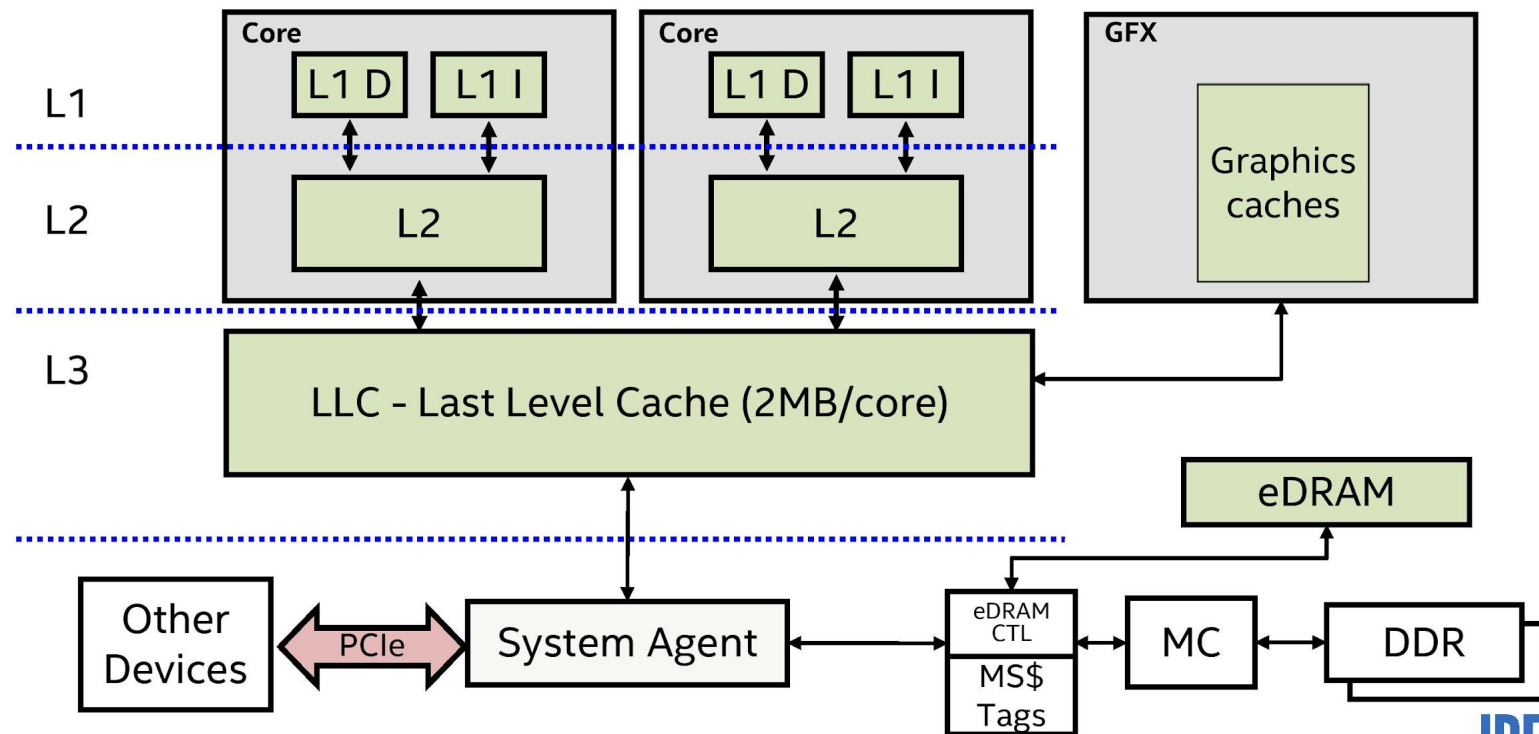 Core
Core
GFX
L1
L1 D
L1 I
L1 D
L1 I
Graphics
caches
L2
L2
L2
L3
LLC - Last Level Cache (2MB/core)
eDRAM
Other
Devices
PCIe
System Agent
eDRAM
CTL
MS$
Tags
MC
DDR